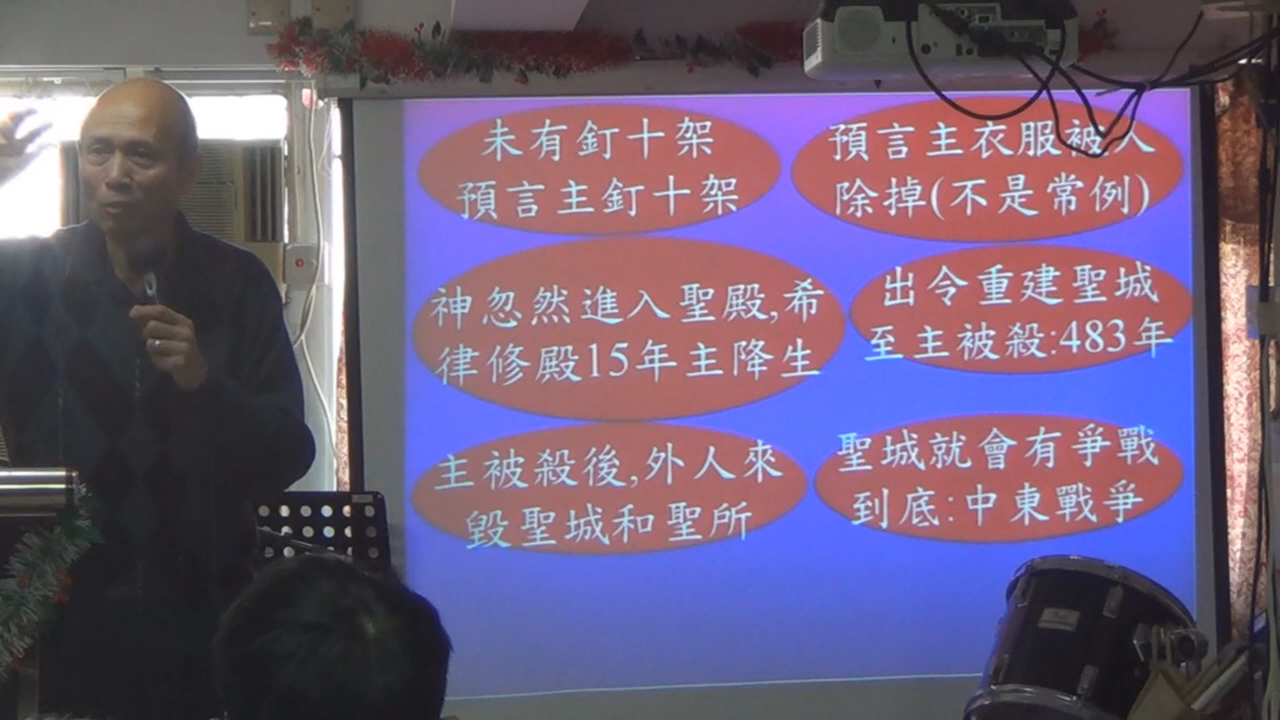 未有釘十架
預言主釘十架
預言主衣服被人
除掉(不是常例)
神忽然進入聖殿,希
律修殿15年主降生
出令重建聖城
至主被殺:483年
主被殺後,外人來
毀聖城和聖所
聖城就會有爭戰
到底:中東戰爭